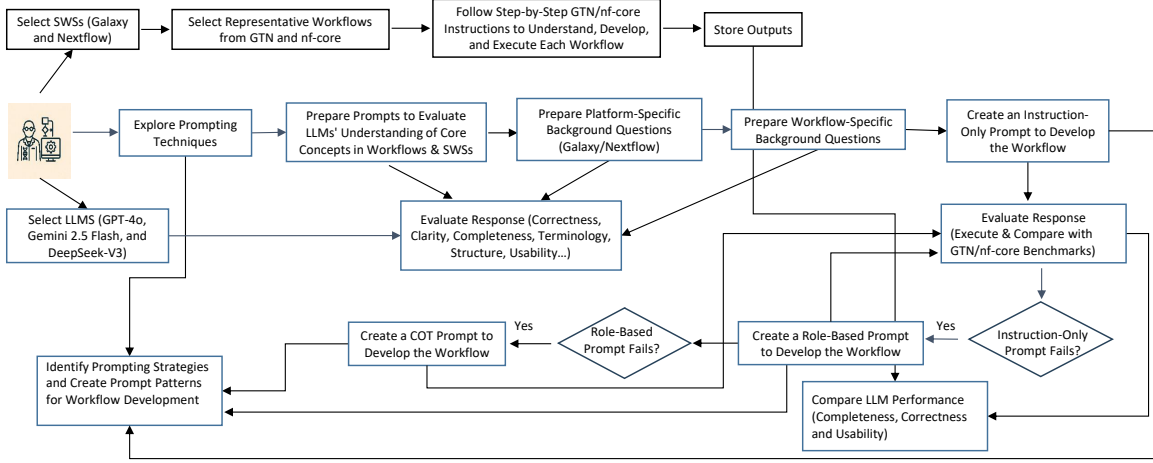 Select SWSs (Galaxy
and Nextflow)
Select Representative Workflows
from GTN and nf-core
Follow Step-by-Step GTN/nf-core
Instructions to Understand, Develop,
and Execute Each Workflow
Store Outputs
Explore Prompting
Techniques
Prepare Prompts to Evaluate
LLMs' Understanding of Core
Concepts in Workflows & SWSs
Prepare Platform-Specific
Background Questions
(Galaxy/Nextflow)
Prepare Workflow-Specific
Background Questions
Create an Instruction-
Only Prompt to Develop
the Workflow
Select LLMS (GPT-4o,
Gemini 2.5 Flash, and
DeepSeek-V3)
Evaluate Response (Correctness,
Clarity, Completeness, Terminology,
Structure, Usability...)
Evaluate Response
(Execute & Compare with
GTN/nf-core Benchmarks)
Create a COT Prompt to
Develop the Workflow
Yes
Role-Based
Prompt Fails?
Create a Role-Based Prompt
to Develop the Workflow
Yes
Instruction-Only
Prompt Fails?
Identify Prompting Strategies
and Create Prompt Patterns
for Workflow Development
Compare LLM Performance
(Completeness, Correctness
and Usability)